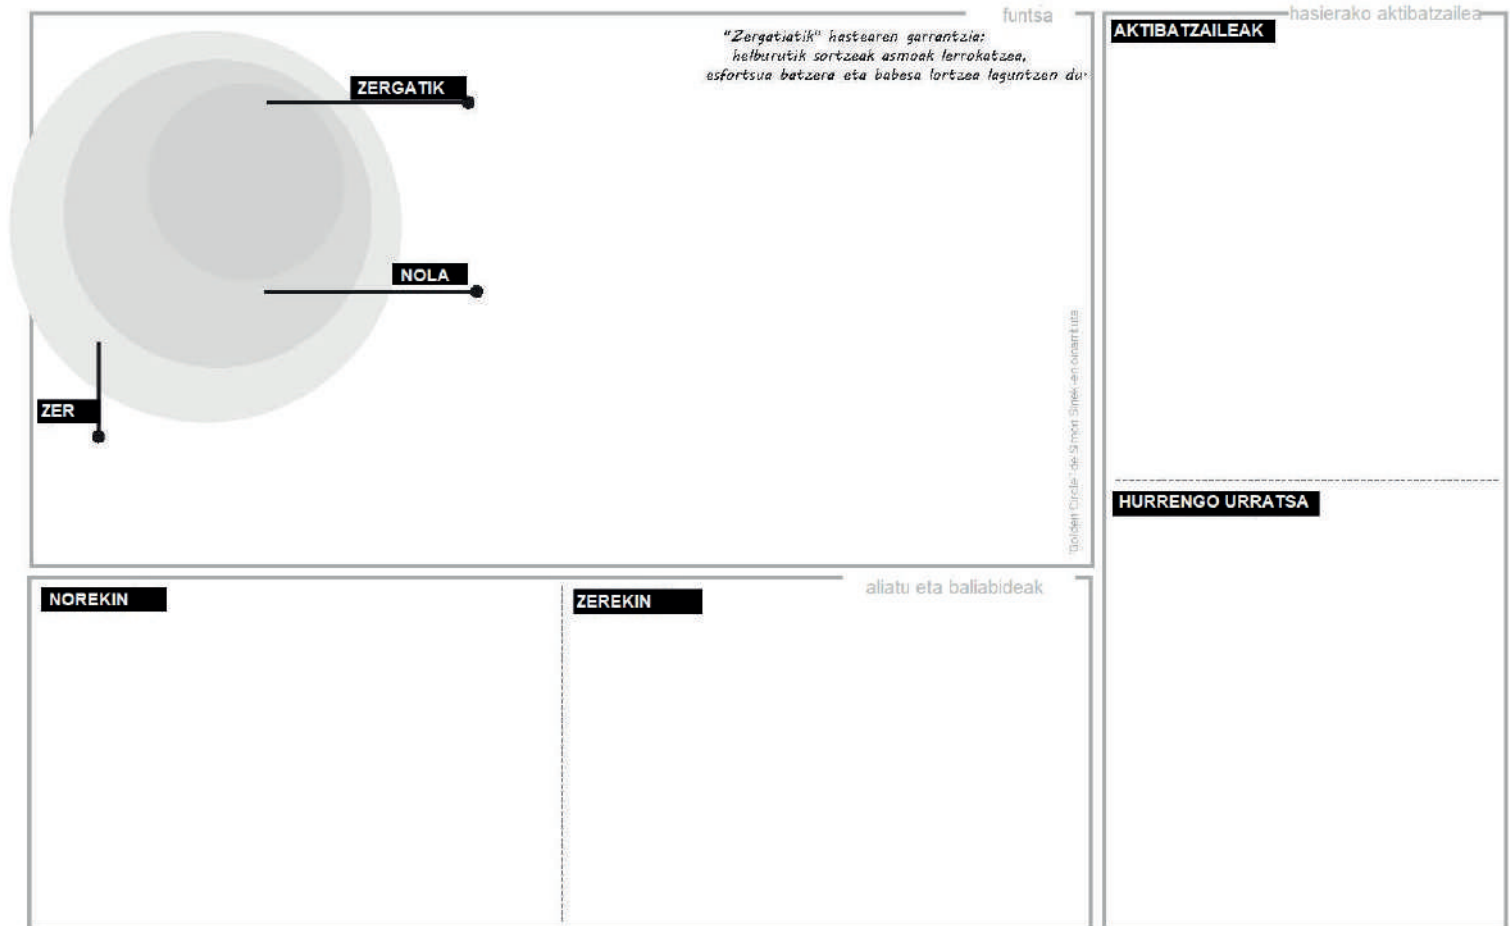 funtsa
"Zergatiatik" hastearen garrantzia:
helburutik sortzeak asmoak lerrokatzea,
esfortsua batzera eta babesa lortzea laguntzen du
ZERGATIK
NOLA
ZER
"Golden Circle" de Simon Sinek -en oinarrituta
hasierako aktibatzailea
AKTIBATZAILEAK
HURRENGO URRATSA
aliatu eta baliabideak
NOREKIN
ZEREKIN